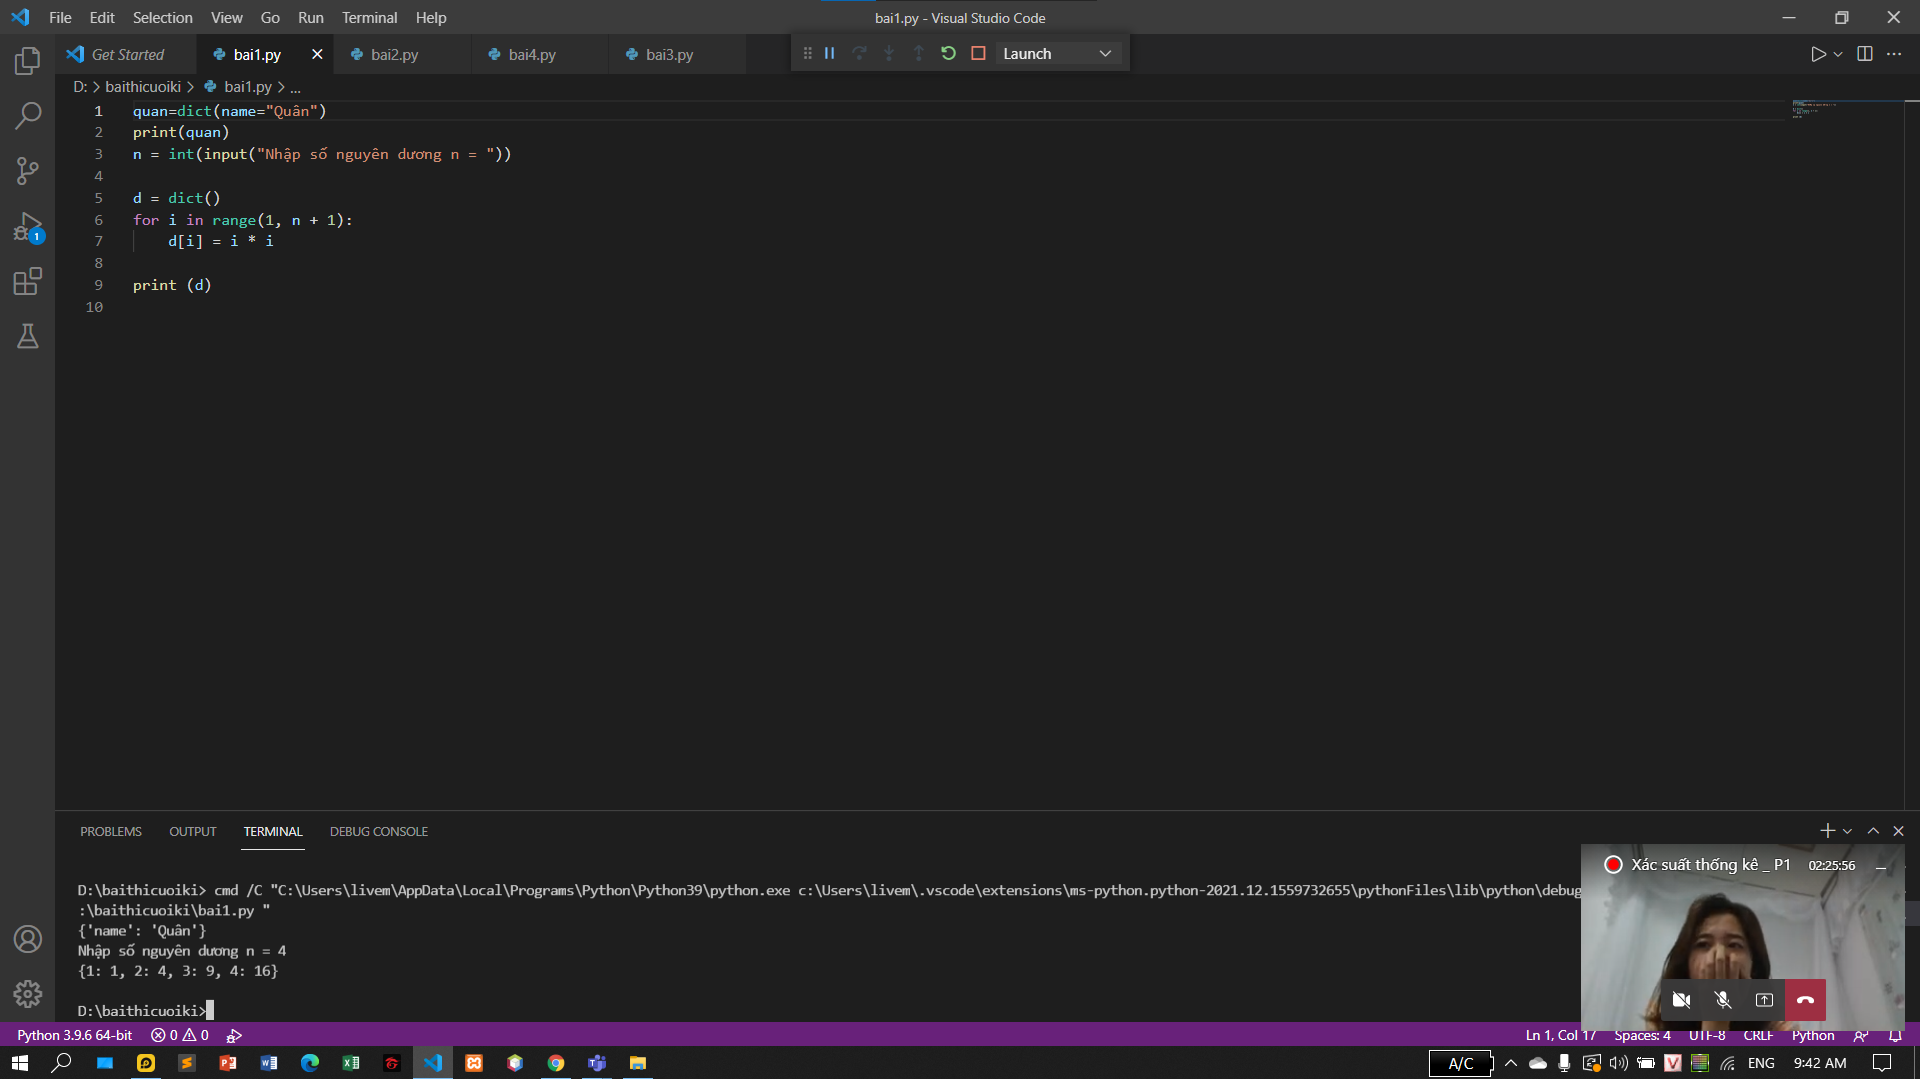 File Edit Selection View Go Run Terminal Help
bai1.py - Visual Studio Code
Get Started bai1.py bai2.py bai4.py bai3.py
Launch
D: > baithicuoiki > bai1.py > ...
1 quan=dict(name="Quân")
2 print(quan)
3 n = int(input("Nhập số nguyên dương n = "))
4
5 d = dict()
6 for i in range(1, n + 1):
7 d[i] = i * i
8
9 print (d)
10
1
PROBLEMS OUTPUT TERMINAL DEBUG CONSOLE
D:\baithicuoiki> cmd /C "C:\Users\livem\AppData\Local\Programs\Python\Python39\python.exe c:\Users\livem\.vscode\extensions\ms-python.python-2021.12.1559732655\pythonFiles\lib\python\debug
:\baithicuoiki\bai1.py "
{'name': 'Quân'}
Nhập số nguyên dương n = 4
{1: 1, 2: 4, 3: 9, 4: 16}
D:\baithicuoiki>
Xác suất thống kê _ P1 02:25:56
Python 3.9.6 64-bit 0 0
Ln 1, Col 17 Spaces: 4 UTF-8 CRLF Python
A/C ENG 9:42 AM